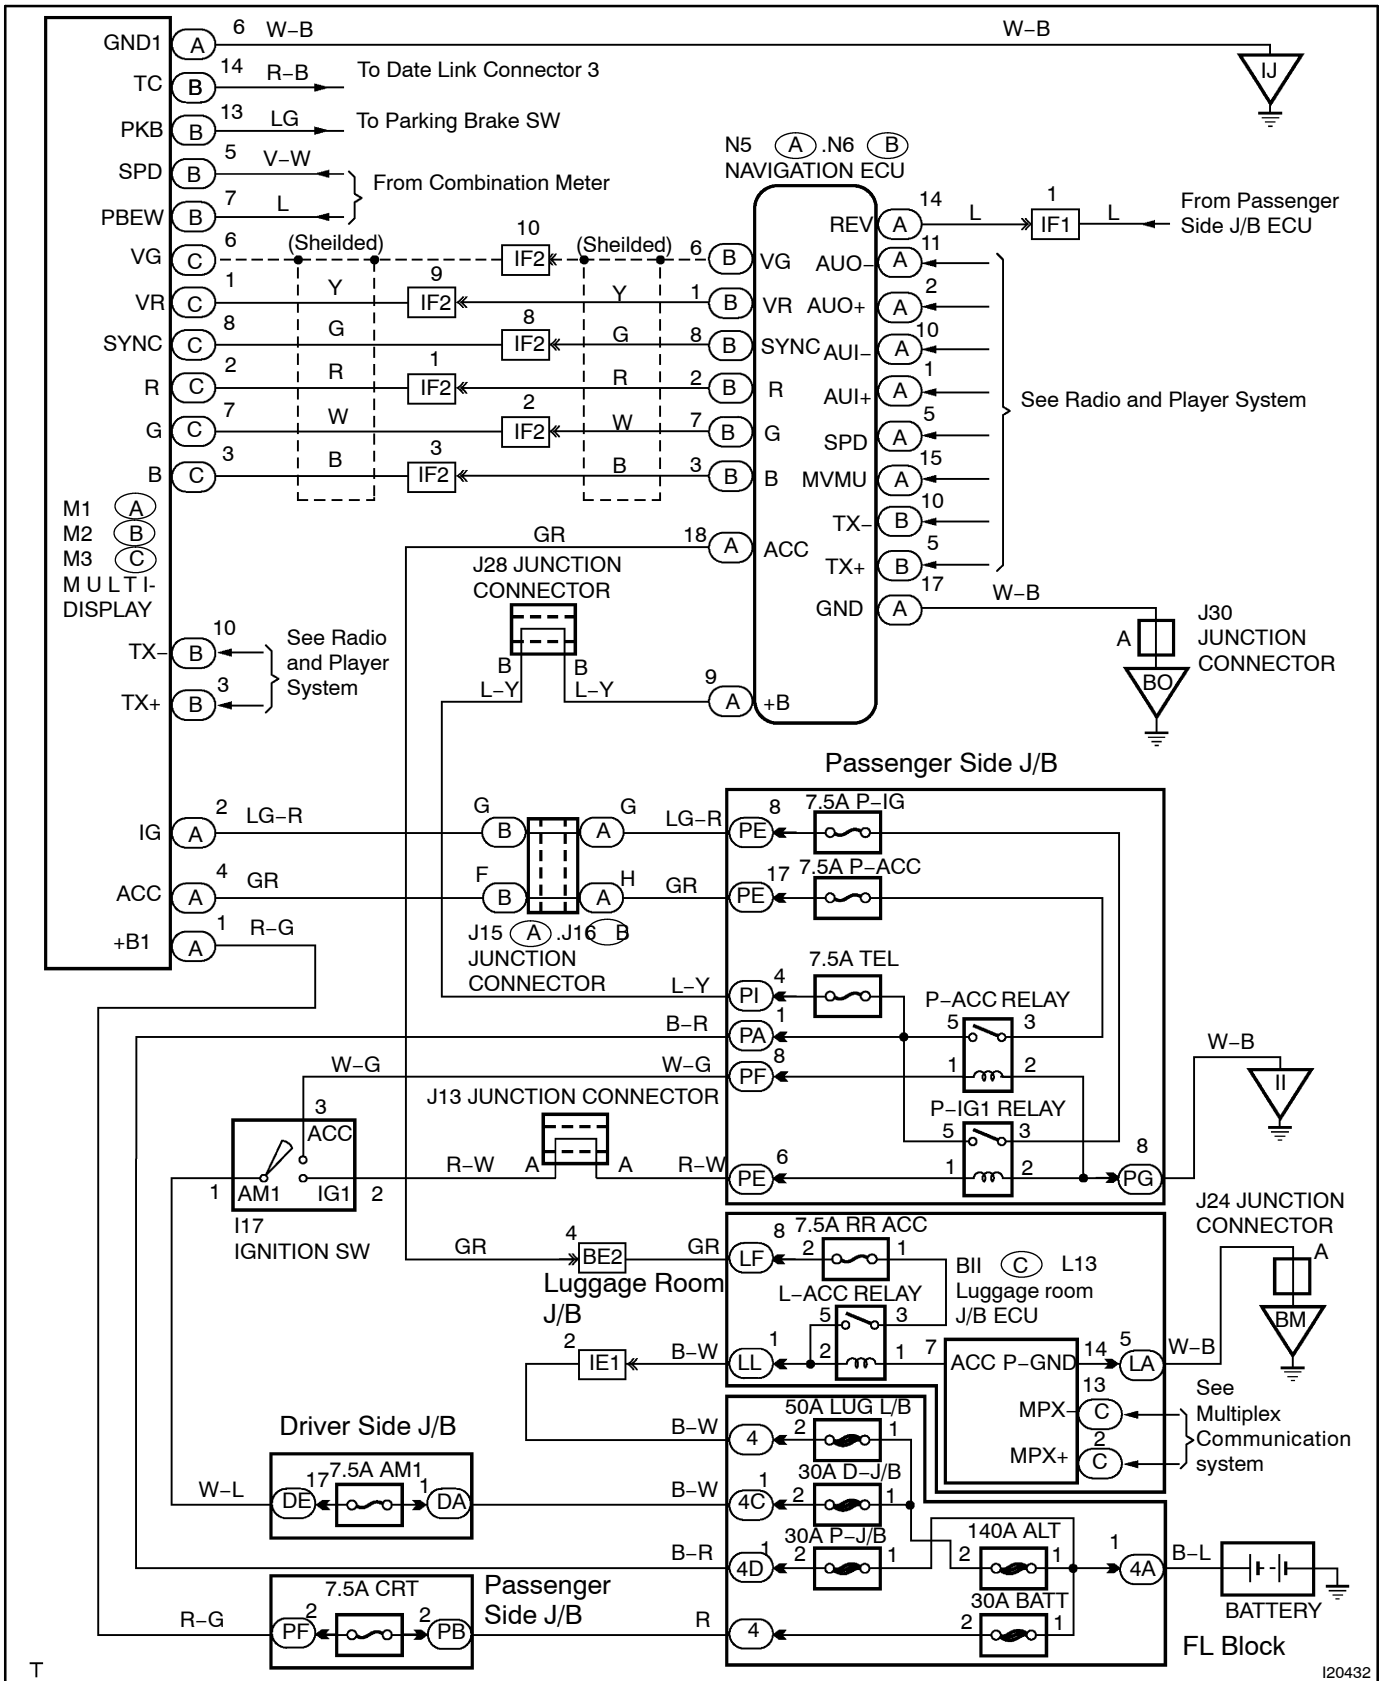 GND1 A 6 W-B W-B IJ
TC B 14 R-B To Date Link Connector 3
PKB B 13 LG To Parking Brake SW
SPD B 5 V-W
From Combination Meter
PBEW B 7 L
N5 A .N6 B
NAVIGATION ECU
REV A 14 L 1 IF1 L
From Passenger
Side J/B ECU
VG C 6 (Sheilded) 10 IF2 (Sheilded) 6 B VG
VR C 1 Y 9 IF2 Y 1 B VR
SYNC C 8 G 8 IF2 G 8 B SYNC
R C 2 R 1 IF2 R 2 B R
G C 7 W 2 IF2 W 7 B G
B C 3 B 3 IF2 B 3 B B
AUO- A 11
AUO+ A 2
AUI- A 10
AUI+ A 1
See Radio and Player System
SPD A 5
MVMU A 15
TX- B 10
TX+ B 5
GND A 17 W-B
A J30
JUNCTION
CONNECTOR
BO
M1 A
M2 B
M3 C
MULTI-
DISPLAY
GR 18 A ACC
J28 JUNCTION
CONNECTOR
B B
L-Y L-Y 9 A +B
TX- B 10
TX+ B 3
See Radio
and Player
System
Passenger Side J/B
IG A 2 LG-R G B A G LG-R PE 8 7.5A P-IG
ACC A 4 GR F B A H GR PE 17 7.5A P-ACC
+B1 A 1 R-G
J15 A .J16 B
JUNCTION
CONNECTOR
L-Y PI 4 7.5A TEL
P-ACC RELAY
B-R PA 1 5 3
W-G W-G PF 8 1 2
W-B II
J13 JUNCTION CONNECTOR
P-IG1 RELAY
5 3
R-W A A R-W PE 6 1 2 8 PG
3
ACC
1 AM1 IG1 2
I17
IGNITION SW
J24 JUNCTION
CONNECTOR
A
BM
GR 4 BE2 GR LF 8 2 7.5A RR ACC 1
Luggage Room
J/B
BII C L13
Luggage room
J/B ECU
L-ACC RELAY
5 3
2 IE1 B-W LL 1 2 1 7 ACC P-GND 14 5 LA W-B
MPX- 13 C
MPX+ 2 C
See
Multiplex
Communication
system
B-W 4 2 50A LUG L/B 1
Driver Side J/B
W-L DE 17 7.5A AM1 1 DA B-W 4C 1 2 30A D-J/B 1
B-R 4D 1 2 30A P-J/B 1 2 140A ALT 1 1 4A B-L
BATTERY
Passenger
Side J/B
R-G PF 2 7.5A CRT 2 PB R 4 2 30A BATT 1
FL Block
T
I20432